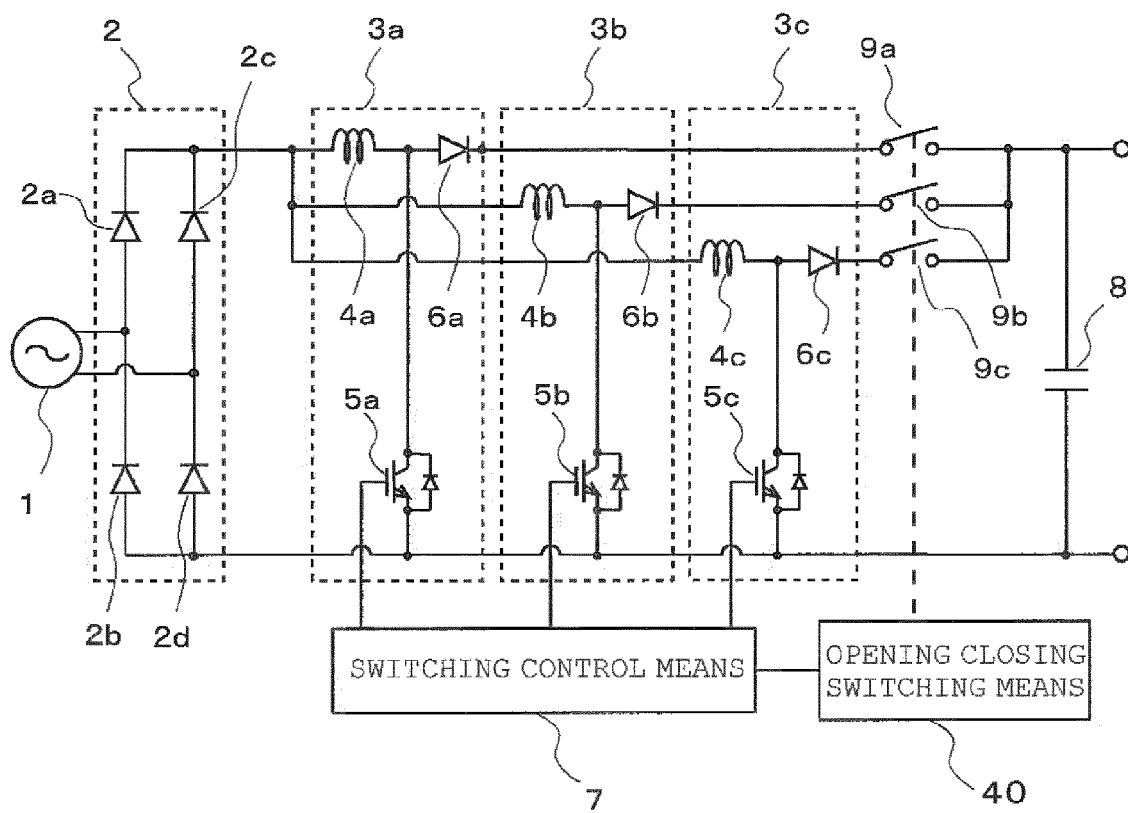 2
2c
3a
3b
3c
9a
2a
4a
6a
4b
6b
4c
6c
9b
9c
8
1
5a
5b
5c
2b
2d
SWITCHING CONTROL MEANS
OPENING CLOSING
SWITCHING MEANS
7
40